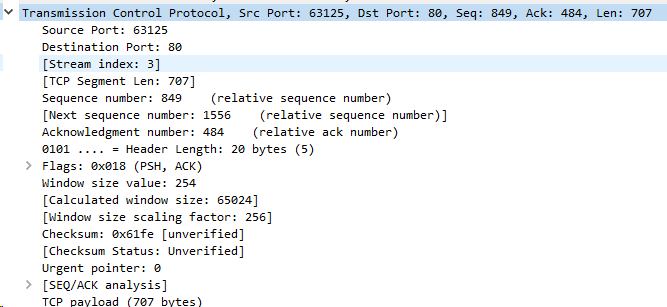 Transmission Control Protocol, Src Port: 63125, Dst Port: 80, Seq: 849, Ack: 484, Len: 707
Source Port: 63125
Destination Port: 80
[Stream index: 3]
[TCP Segment Len: 707]
Sequence number: 849    (relative sequence number)
[Next sequence number: 1556    (relative sequence number)]
Acknowledgment number: 484    (relative ack number)
0101 .... = Header Length: 20 bytes (5)
Flags: 0x018 (PSH, ACK)
Window size value: 254
[Calculated window size: 65024]
[Window size scaling factor: 256]
Checksum: 0x61fe [unverified]
[Checksum Status: Unverified]
Urgent pointer: 0
[SEQ/ACK analysis]
TCP payload (707 bytes)